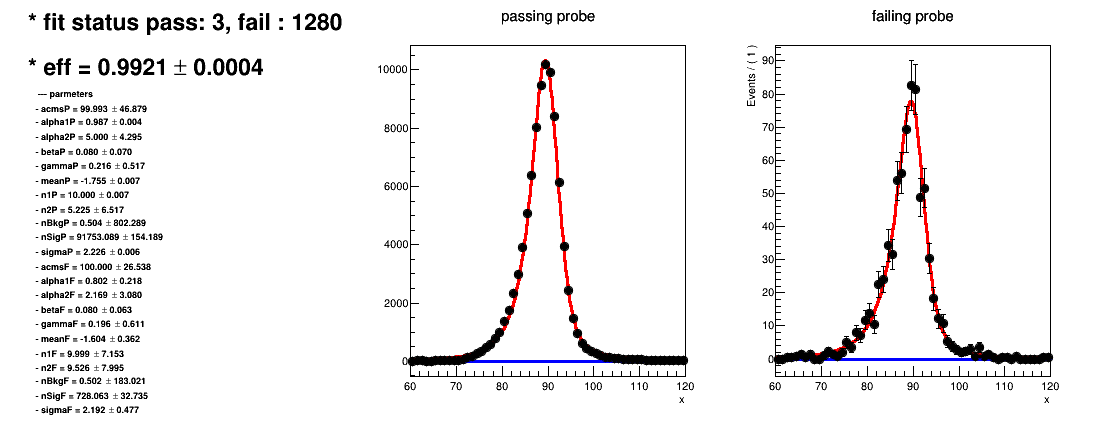 * fit status pass: 3, fail : 1280
* eff = 0.9921 ± 0.0004
--- parmeters
- acmsP = 99.993 ± 46.879
- alpha1P = 0.987 ± 0.004
- alpha2P = 5.000 ± 4.295
- betaP = 0.080 ± 0.070
- gammaP = 0.216 ± 0.517
- meanP = -1.755 ± 0.007
- n1P = 10.000 ± 0.007
- n2P = 5.225 ± 6.517
- nBkgP = 0.504 ± 802.289
- nSigP = 91753.089 ± 154.189
- sigmaP = 2.226 ± 0.006
- acmsF = 100.000 ± 26.538
- alpha1F = 0.802 ± 0.218
- alpha2F = 2.169 ± 3.080
- betaF = 0.080 ± 0.063
- gammaF = 0.196 ± 0.611
- meanF = -1.604 ± 0.362
- n1F = 9.999 ± 7.153
- n2F = 9.526 ± 7.995
- nBkgF = 0.502 ± 183.021
- nSigF = 728.063 ± 32.735
- sigmaF = 2.192 ± 0.477
passing probe
10000
8000
6000
4000
2000
0
60 70 80 90 100 110 120
x
failing probe
Events / ( 1 )
90
80
70
60
50
40
30
20
10
0
60 70 80 90 100 110 120
x